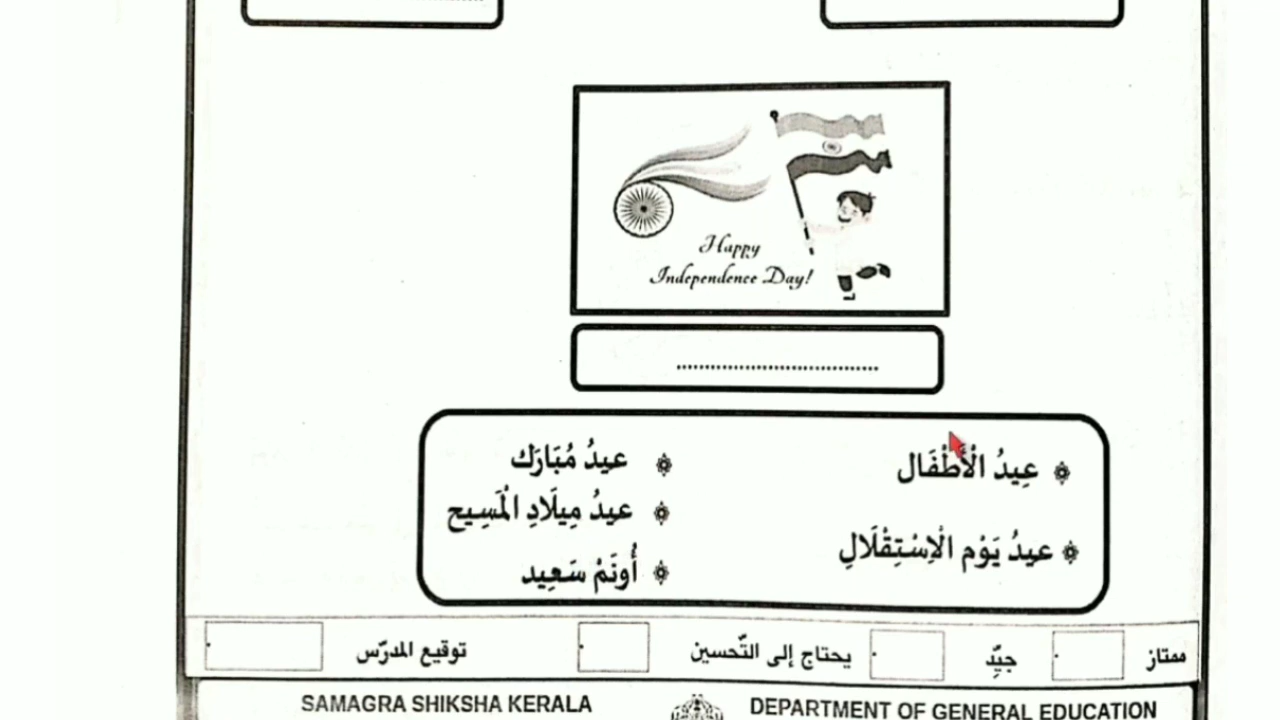 Happy
Independence Day!
عِيدُ الْأَطْفَال
عيدُ مُبَارَك
عيدُ مِيلَادِ الْمَسِيح
عيدُ يَوْم الْاِسْتِقْلَالِ
أُونَمْ سَعِيد
ممتاز جيِّد يحتاج إلى التّحسين توقيع المدرّس
SAMAGRA SHIKSHA KERALA DEPARTMENT OF GENERAL EDUCATION